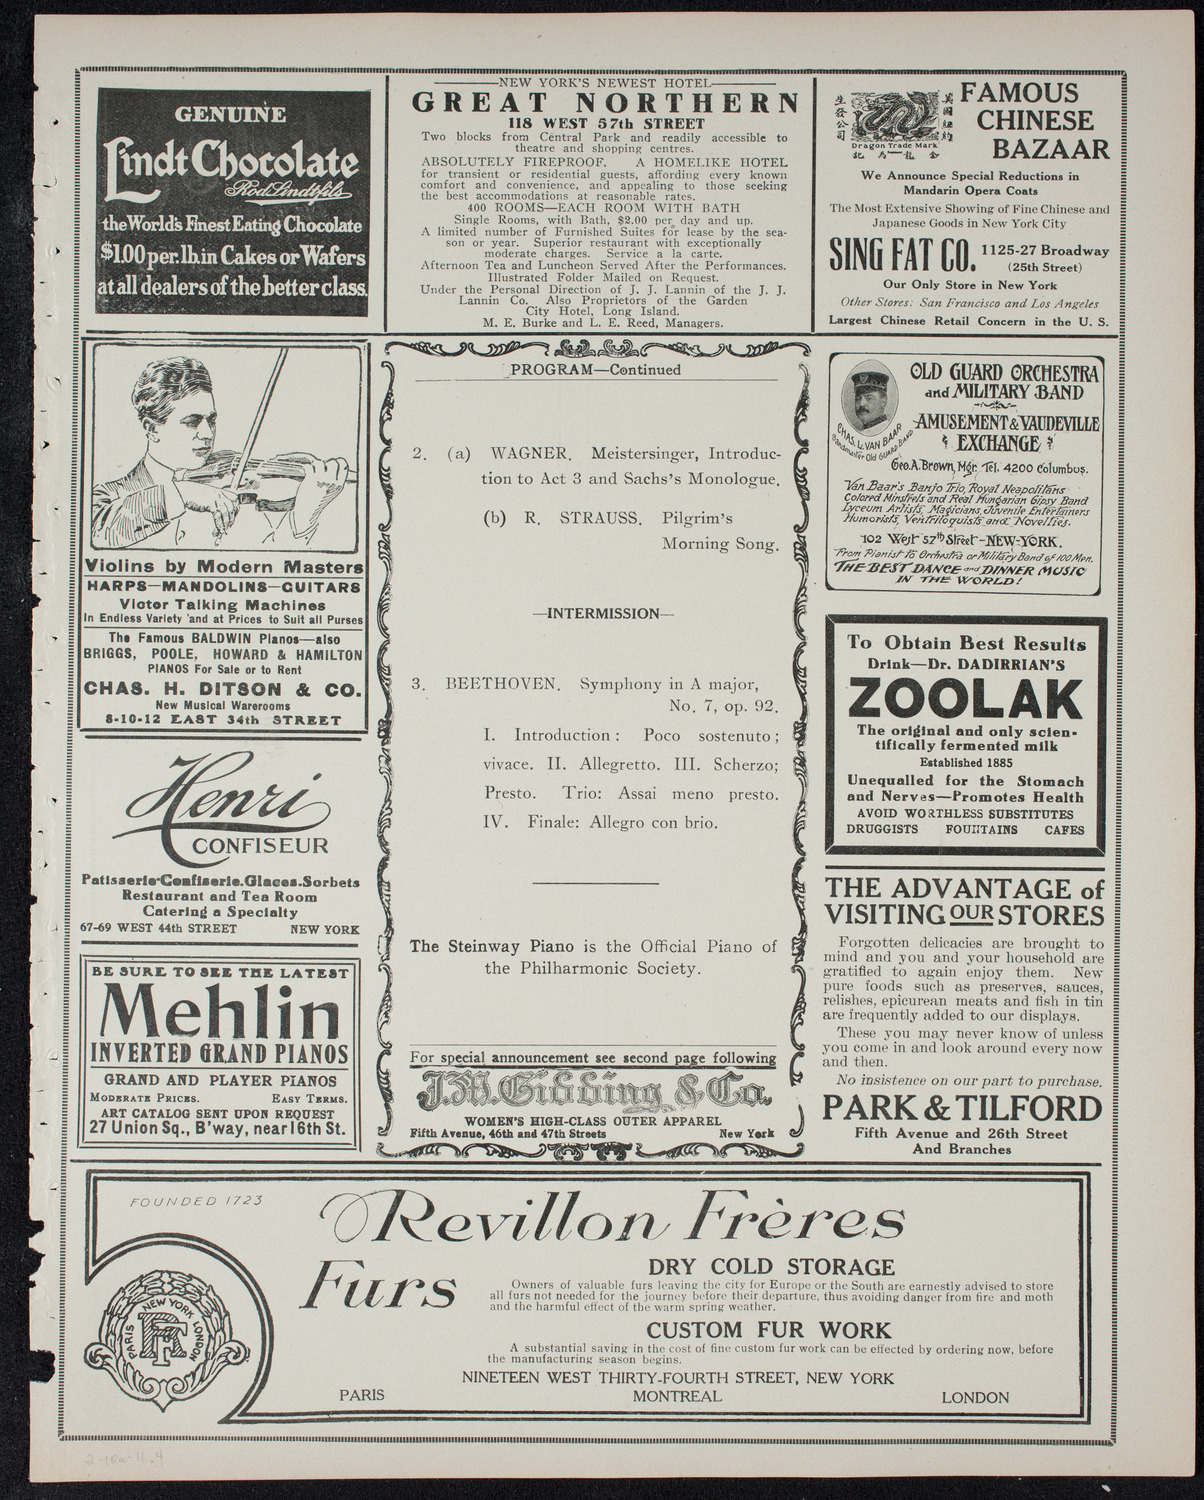 GENUINE
Lindt Chocolate
Rod. Lindt fils
the World's Finest Eating Chocolate
$1.00 per. lb. in Cakes or Wafers
at all dealers of the better class.
NEW YORK'S NEWEST HOTEL
GREAT NORTHERN
118 WEST 57th STREET
Two blocks from Central Park and readily accessible to
theatre and shopping centres.
ABSOLUTELY FIREPROOF. A HOMELIKE HOTEL
for transient or residential guests, affording every known
comfort and convenience, and appealing to those seeking
the best accommodations at reasonable rates.
400 ROOMS—EACH ROOM WITH BATH
Single Rooms, with Bath, $2.00 per day and up.
A limited number of Furnished Suites for lease by the sea-
son or year. Superior restaurant with exceptionally
moderate charges. Service a la carte.
Afternoon Tea and Luncheon Served After the Performances.
Illustrated Folder Mailed on Request.
Under the Personal Direction of J. J. Lannin of the J. J.
Lannin Co. Also Proprietors of the Garden
City Hotel, Long Island.
M. E. Burke and L. E. Reed, Managers.
生發公司
美國紐約
Dragon Trade Mark
FAMOUS
CHINESE
BAZAAR
We Announce Special Reductions in
Mandarin Opera Coats
The Most Extensive Showing of Fine Chinese and
Japanese Goods in New York City
SING FAT CO. 1125-27 Broadway
(25th Street)
Our Only Store in New York
Other Stores: San Francisco and Los Angeles
Largest Chinese Retail Concern in the U. S.
Violins by Modern Masters
HARPS—MANDOLINS—GUITARS
Victor Talking Machines
In Endless Variety and at Prices to Suit all Purses
The Famous BALDWIN Pianos—also
BRIGGS, POOLE, HOWARD & HAMILTON
PIANOS For Sale or to Rent
CHAS. H. DITSON & CO.
New Musical Warerooms
8-10-12 EAST 34th STREET
Henri
CONFISEUR
Patisserie-Confiserie.Glaces.Sorbets
Restaurant and Tea Room
Catering a Specialty
67-69 WEST 44th STREET NEW YORK
BE SURE TO SEE THE LATEST
Mehlin
INVERTED GRAND PIANOS
GRAND AND PLAYER PIANOS
MODERATE PRICES. EASY TERMS.
ART CATALOG SENT UPON REQUEST
27 Union Sq., B'way, near 16th St.
PROGRAM—Continued
2. (a) WAGNER. Meistersinger, Introduc-
tion to Act 3 and Sachs's Monologue.
(b) R. STRAUSS. Pilgrim's
Morning Song.
—INTERMISSION—
3. BEETHOVEN. Symphony in A major,
No. 7, op. 92.
I. Introduction: Poco sostenuto;
vivace. II. Allegretto. III. Scherzo;
Presto. Trio: Assai meno presto.
IV. Finale: Allegro con brio.
The Steinway Piano is the Official Piano of
the Philharmonic Society.
For special announcement see second page following
J.M. Gidding & Co.
WOMEN'S HIGH-CLASS OUTER APPAREL
Fifth Avenue, 46th and 47th Streets New York
CHAS. L. VAN BAAR
Bandmaster Old Guard Band
OLD GUARD ORCHESTRA
and MILITARY BAND
AMUSEMENT & VAUDEVILLE
EXCHANGE
Geo. A. Brown, Mgr. Tel. 4200 Columbus.
Van Baar's Banjo Trio, Royal Neapolitans
Colored Minstrels and Real Hungarian Gipsy Band
Lyceum Artists, Magicians, Juvenile Entertainers
Humorists, Ventriloquists and Novelties.
102 West 57th Street-NEW-YORK.
From Pianist to Orchestra or Military Band of 100 Men.
THE BEST DANCE and DINNER MUSIC
IN THE WORLD!
To Obtain Best Results
Drink—Dr. DADIRRIAN'S
ZOOLAK
The original and only scien-
tifically fermented milk
Established 1885
Unequalled for the Stomach
and Nerves—Promotes Health
AVOID WORTHLESS SUBSTITUTES
DRUGGISTS FOUNTAINS CAFES
THE ADVANTAGE of
VISITING OUR STORES
Forgotten delicacies are brought to
mind and you and your household are
gratified to again enjoy them. New
pure foods such as preserves, sauces,
relishes, epicurean meats and fish in tin
are frequently added to our displays.
These you may never know of unless
you come in and look around every now
and then.
No insistence on our part to purchase.
PARK & TILFORD
Fifth Avenue and 26th Street
And Branches
FOUNDED 1723
Revillon Frères
Furs
PARIS NEW YORK LONDON
RF
DRY COLD STORAGE
Owners of valuable furs leaving the city for Europe or the South are earnestly advised to store
all furs not needed for the journey before their departure, thus avoiding danger from fire and moth
and the harmful effect of the warm spring weather.
CUSTOM FUR WORK
A substantial saving in the cost of fine custom fur work can be effected by ordering now, before
the manufacturing season begins.
NINETEEN WEST THIRTY-FOURTH STREET, NEW YORK
PARIS MONTREAL LONDON